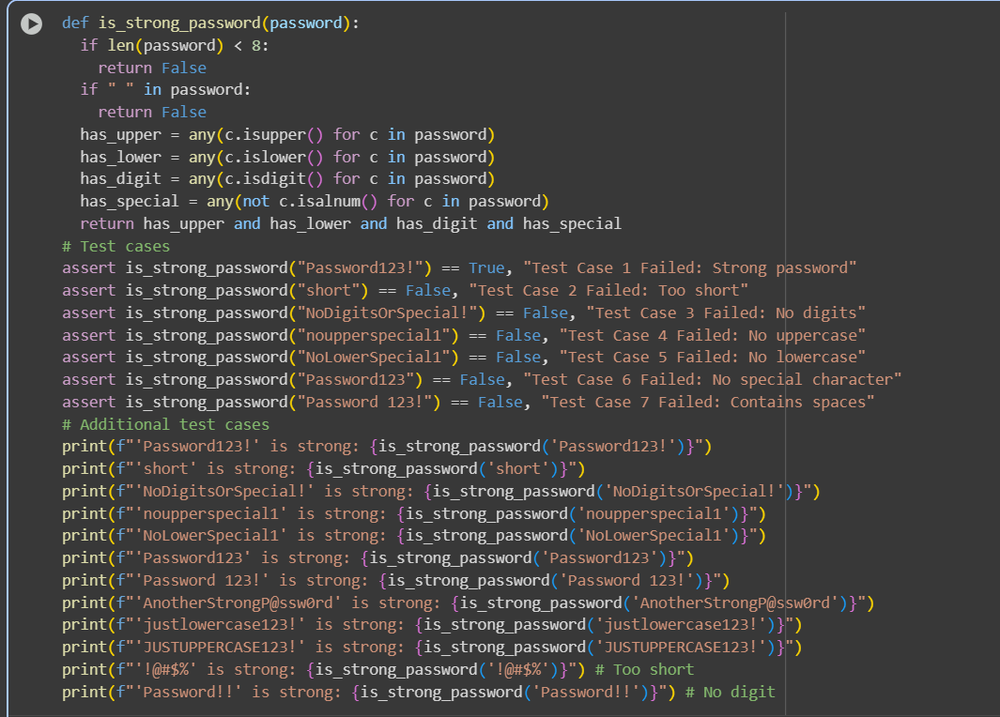 def is_strong_password(password):
  if len(password) < 8:
    return False
  if " " in password:
    return False
  has_upper = any(c.isupper() for c in password)
  has_lower = any(c.islower() for c in password)
  has_digit = any(c.isdigit() for c in password)
  has_special = any(not c.isalnum() for c in password)
  return has_upper and has_lower and has_digit and has_special
# Test cases
assert is_strong_password("Password123!") == True, "Test Case 1 Failed: Strong password"
assert is_strong_password("short") == False, "Test Case 2 Failed: Too short"
assert is_strong_password("NoDigitsOrSpecial!") == False, "Test Case 3 Failed: No digits"
assert is_strong_password("noupperspecial1") == False, "Test Case 4 Failed: No uppercase"
assert is_strong_password("NoLowerSpecial1") == False, "Test Case 5 Failed: No lowercase"
assert is_strong_password("Password123") == False, "Test Case 6 Failed: No special character"
assert is_strong_password("Password 123!") == False, "Test Case 7 Failed: Contains spaces"
# Additional test cases
print(f"'Password123!' is strong: {is_strong_password('Password123!')}")
print(f"'short' is strong: {is_strong_password('short')}")
print(f"'NoDigitsOrSpecial!' is strong: {is_strong_password('NoDigitsOrSpecial!')}")
print(f"'noupperspecial1' is strong: {is_strong_password('noupperspecial1')}")
print(f"'NoLowerSpecial1' is strong: {is_strong_password('NoLowerSpecial1')}")
print(f"'Password123' is strong: {is_strong_password('Password123')}")
print(f"'Password 123!' is strong: {is_strong_password('Password 123!')}")
print(f"'AnotherStrongP@ssw0rd' is strong: {is_strong_password('AnotherStrongP@ssw0rd')}")
print(f"'justlowercase123!' is strong: {is_strong_password('justlowercase123!')}")
print(f"'JUSTUPPERCASE123!' is strong: {is_strong_password('JUSTUPPERCASE123!')}")
print(f"'!@#$%' is strong: {is_strong_password('!@#$%')}") # Too short
print(f"'Password!!' is strong: {is_strong_password('Password!!')}") # No digit